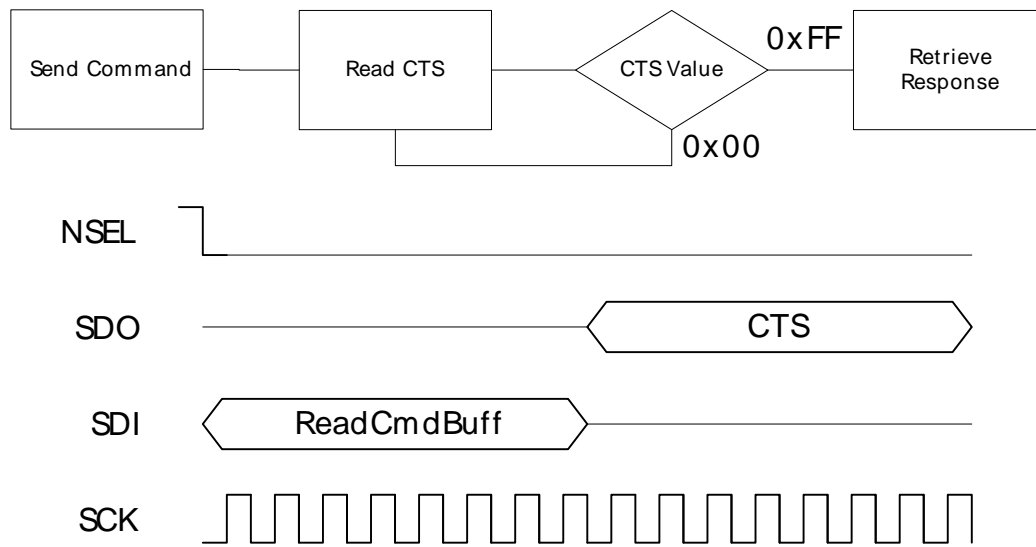 Send Command
Read CTS
CTS Value
0xFF
Retrieve
Response
0x00
NSEL
SDO
CTS
SDI
ReadCmdBuff
SCK